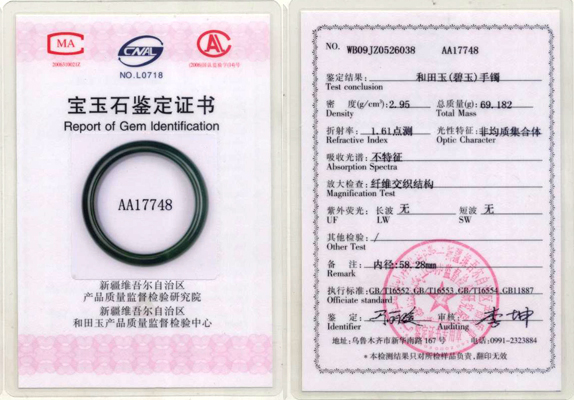 MA
CNAL
NO.L0718
宝玉石鉴定证书
Report of Gem Identification
AA17748
新疆维吾尔自治区
产品质量监督检验研究院
新疆维吾尔自治区
和田玉产品质量监督检验中心
NO. WB09JZ0526038 AA17748
鉴定结果: 和田玉(碧玉)手镯
Test conclusion
密 度(g/cm³): 2.95 总质量(g): 69.182
Density Total Mass
折射率: 1.61点测 光性特征: 非均质集合体
Refractive Index Optic Character
吸收光谱: 不特征
Absorption Spectra
放大检查: 纤维交织结构
Magnification Test
紫外荧光: 长波 无 短波 无
UF LW SW
其他检验: /
Other Test
备 注: 内径:58.28mm
Remark
执行标准: GB/T16552 GB/T16553 GB/T16554 GB11887
Officiate standard
鉴 定: 审核: 李坤
Identifier Auditing
地址: 乌鲁木齐市新华南路 167 号 电话: 0991-2323884
*本检测结果只对所检样品负责,翻印无效